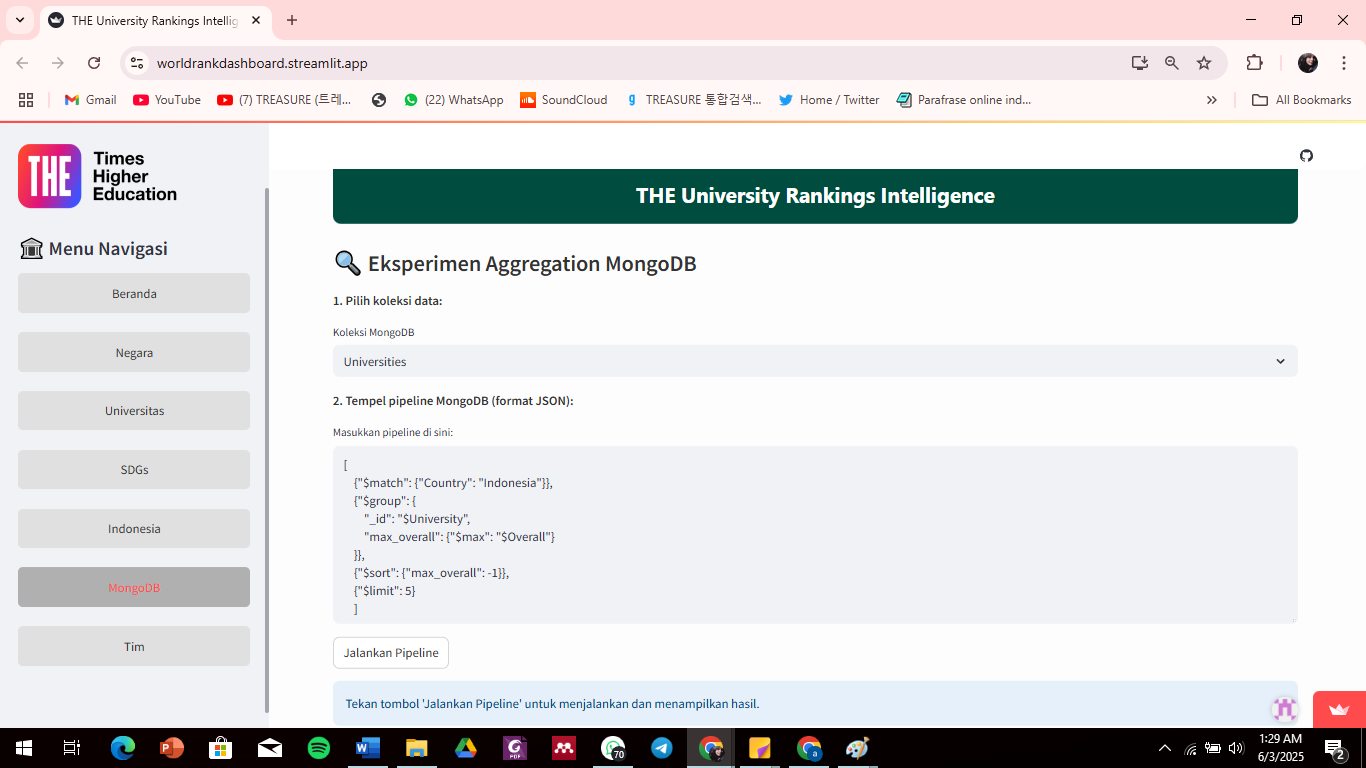 THE University Rankings Intellig
worldrankdashboard.streamlit.app
Gmail
YouTube
(7) TREASURE (트레...
(22) WhatsApp
SoundCloud
TREASURE 통합검색...
Home / Twitter
Parafrase online ind...
All Bookmarks
THE
Times
Higher
Education
Menu Navigasi
Beranda
Negara
Universitas
SDGs
Indonesia
MongoDB
Tim
THE University Rankings Intelligence
Eksperimen Aggregation MongoDB
1. Pilih koleksi data:
Koleksi MongoDB
Universities
2. Tempel pipeline MongoDB (format JSON):
Masukkan pipeline di sini:
[
{"$match": {"Country": "Indonesia"}},
{"$group": {
"_id": "$University",
"max_overall": {"$max": "$Overall"}
}},
{"$sort": {"max_overall": -1}},
{"$limit": 5}
]
Jalankan Pipeline
Tekan tombol 'Jalankan Pipeline' untuk menjalankan dan menampilkan hasil.
70
1:29 AM
6/3/2025
2